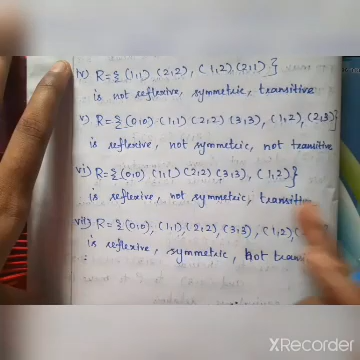 iv) R = { (1,1) (2,2), (1,2) (2,1) }
is not reflexive, symmetric, transitive
v) R = { (0,0) (1,1) (2,2) (3,3), (1,2), (2,3) }
is reflexive, not symmetric, not transitive
vi) R = { (0,0) (1,1) (2,2) (3,3), (1,2) }
is reflexive, not symmetric, transitive
vii) R = { (0,0), (1,1) (2,2) (3,3), (1,2),
is reflexive, symmetric, not
XRecorder